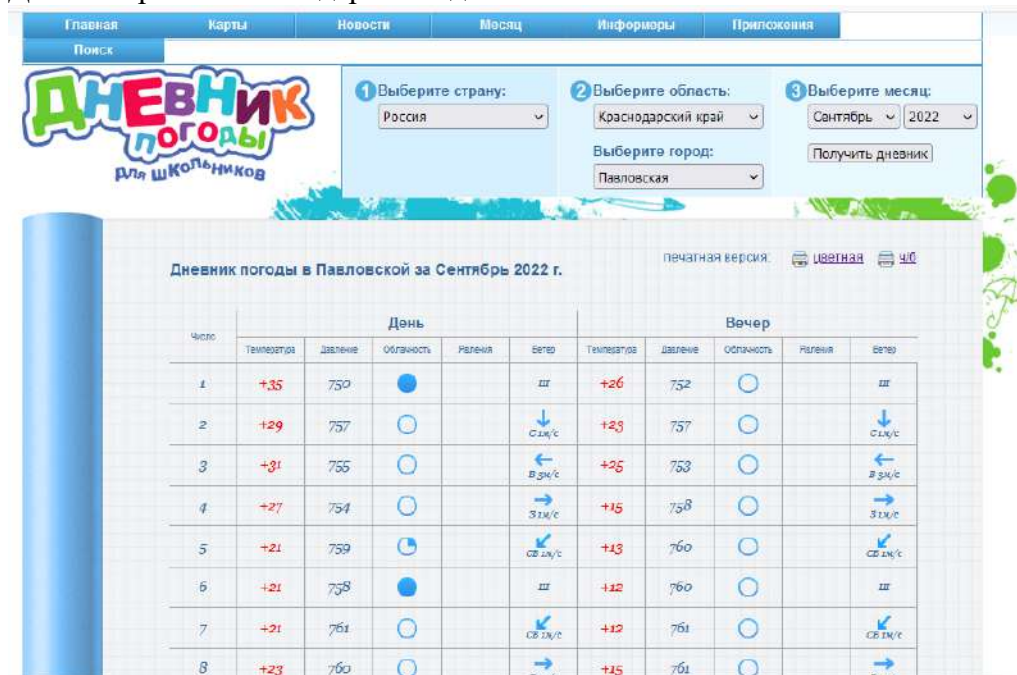 Главная Карты Новости Месяц Информоры Приложения
Поиск
ДНЕВНИК
ПОГОДЫ
для школьников
1 Выберите страну:
Россия
2 Выберите область:
Краснодарский край
Выберите город:
Павловская
3 Выберите месяц:
Сентябрь 2022
Получить дневник
Дневник погоды в Павловской за Сентябрь 2022 г.
печатная версия: цветная ч/б
Число День Вечер
Температура Давление Облачность Явления Ветер Температура Давление Облачность Явления Ветер
1 +35 750 Ш +26 752 Ш
2 +29 757 С 1м/с +23 757 С 1м/с
3 +31 755 В 3м/с +25 753 В 3м/с
4 +27 754 З 1м/с +15 758 З 1м/с
5 +21 759 СВ 1м/с +13 760 СВ 1м/с
6 +21 758 Ш +12 760 Ш
7 +21 761 СВ 1м/с +12 761 СВ 1м/с
8 +23 760 +15 761